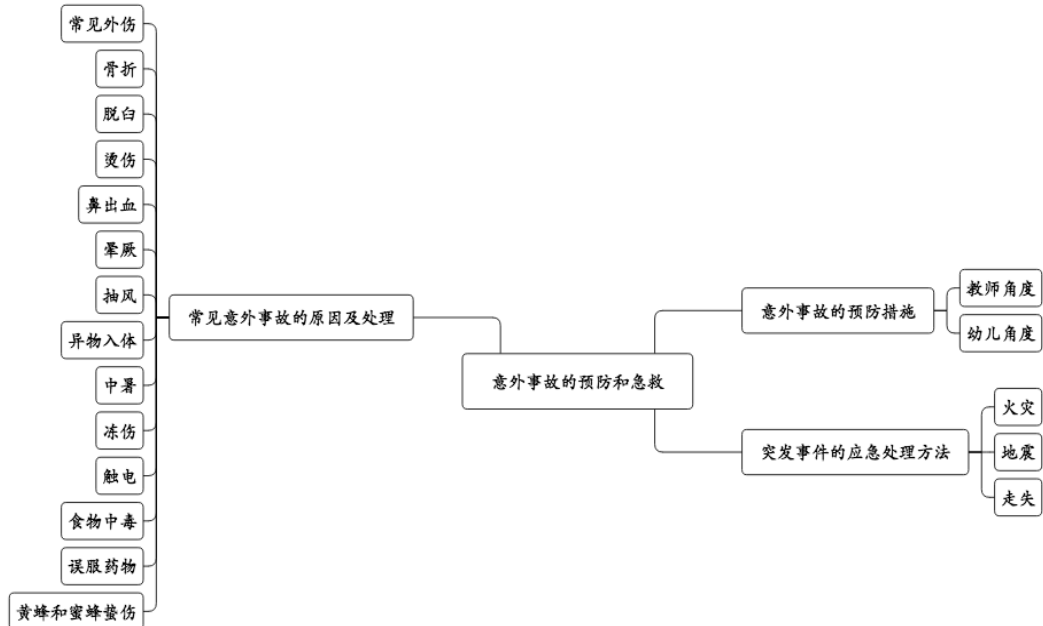 常见外伤
骨折
脱臼
烫伤
鼻出血
晕厥
抽风
异物入体
中暑
冻伤
触电
食物中毒
误服药物
黄蜂和蜜蜂蛰伤
常见意外事故的原因及处理
意外事故的预防和急救
意外事故的预防措施
教师角度
幼儿角度
突发事件的应急处理方法
火灾
地震
走失